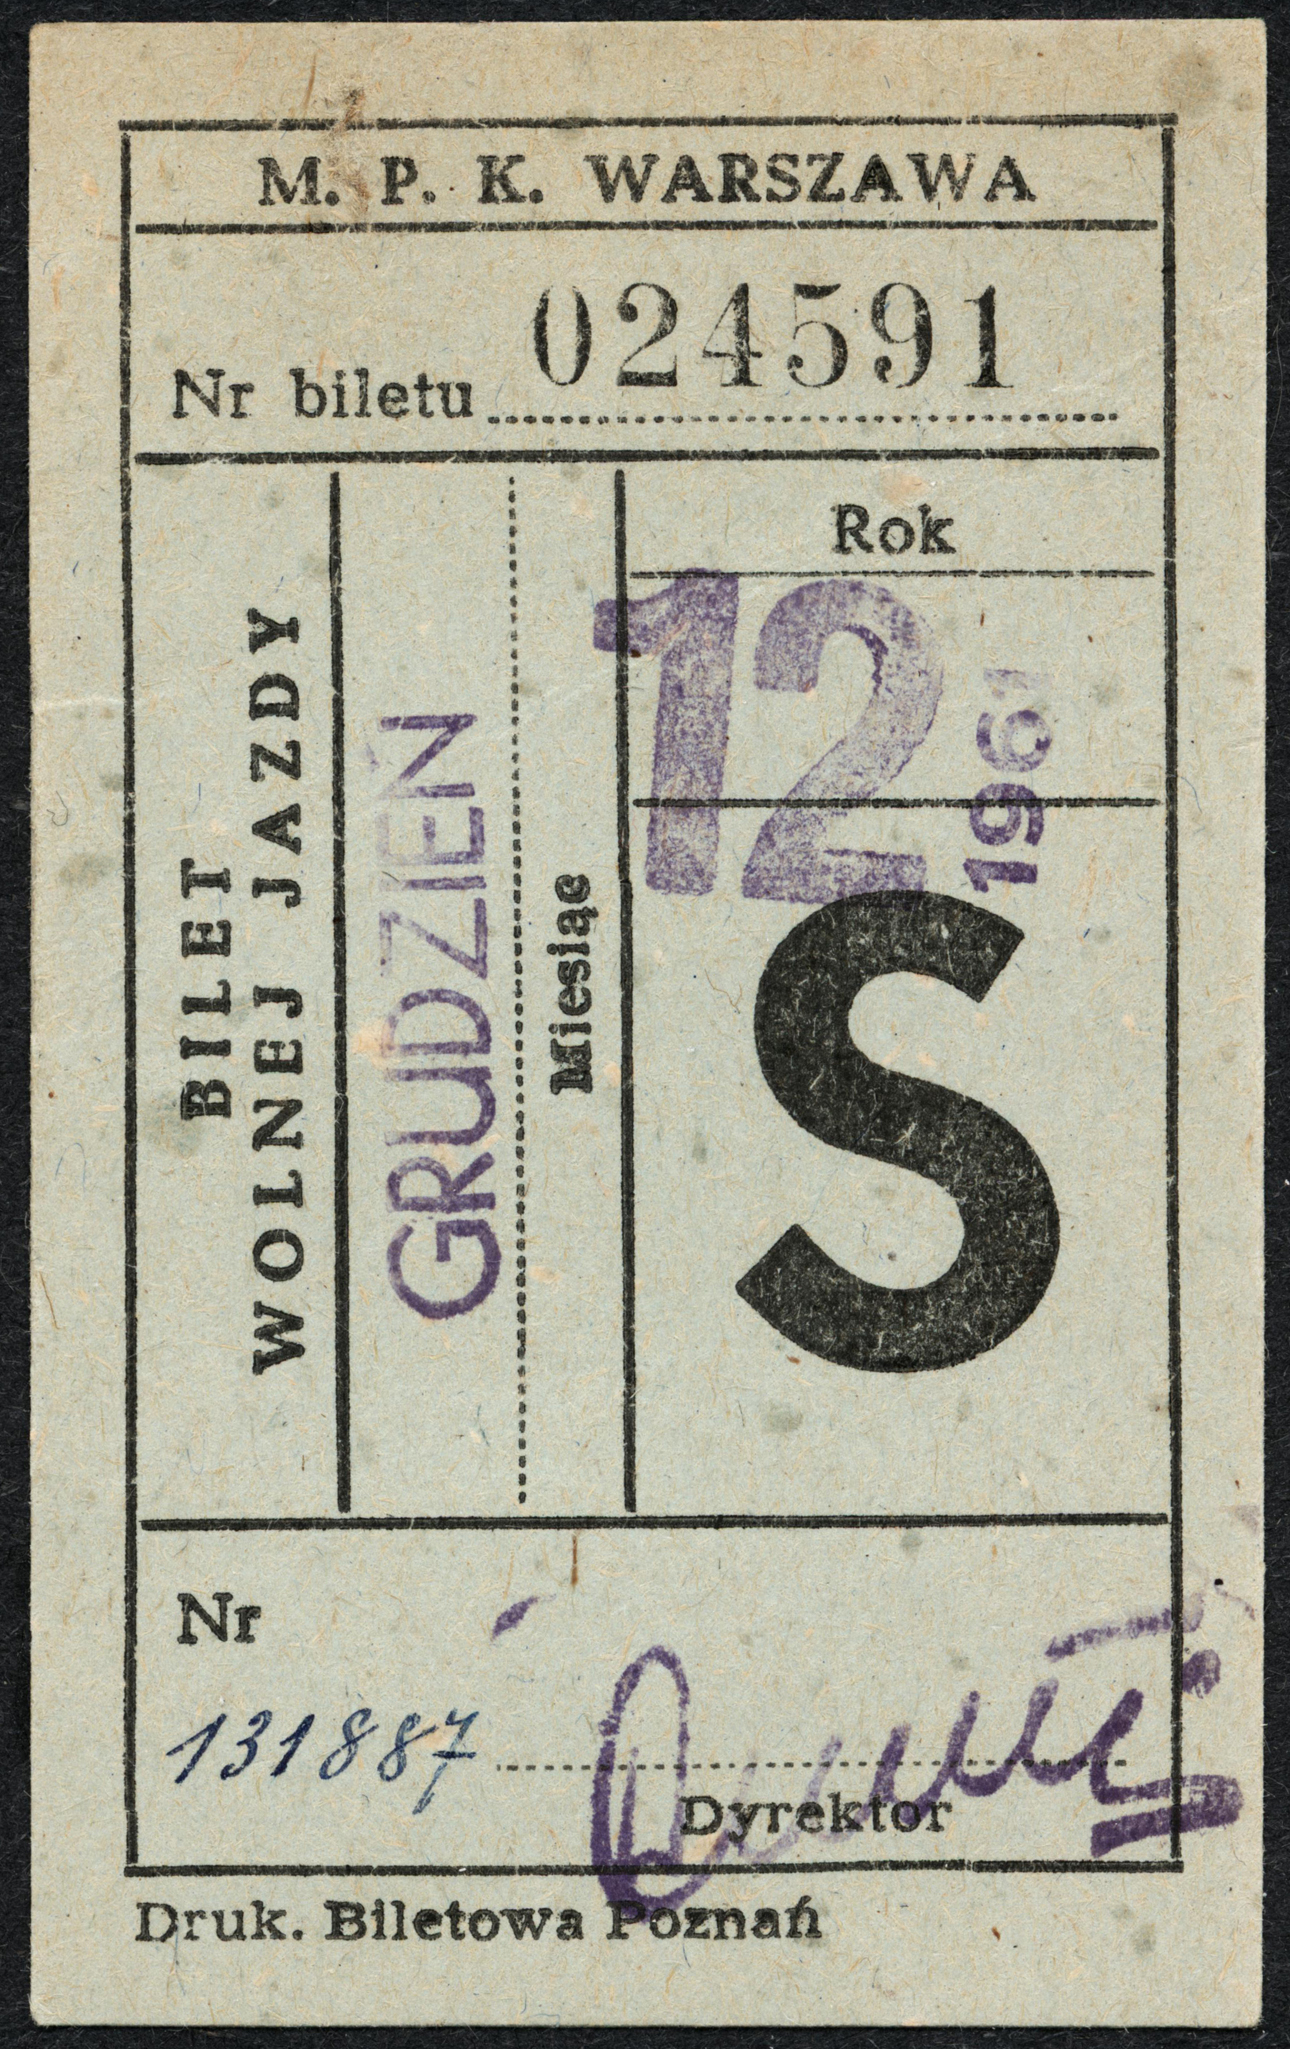 M. P. K. WARSZAWA
Nr biletu 024591
BILET
WOLNEJ JAZDY
GRUDZIEŃ
Miesiąc
Rok
12
1961
S
Nr
131887
Dyrektor
Druk. Biletowa Poznań